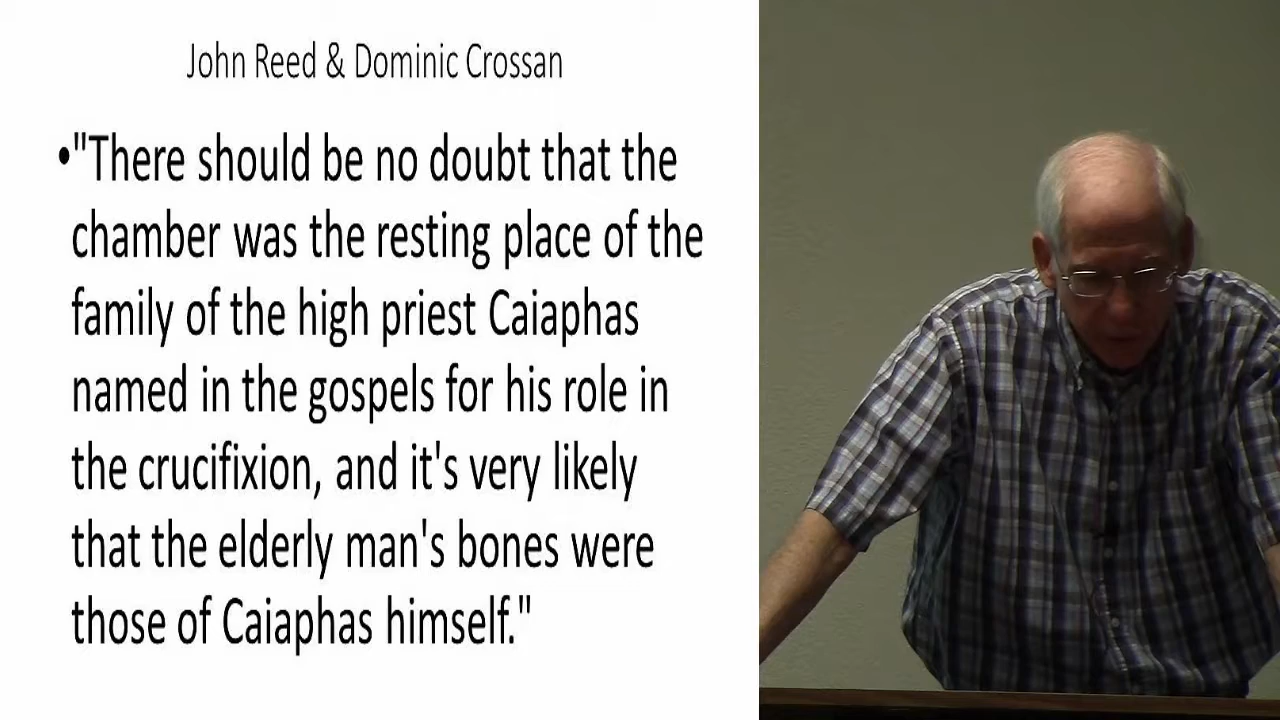 John Reed & Dominic Crossan
•"There should be no doubt that the
chamber was the resting place of the
family of the high priest Caiaphas
named in the gospels for his role in
the crucifixion, and it's very likely
that the elderly man's bones were
those of Caiaphas himself."